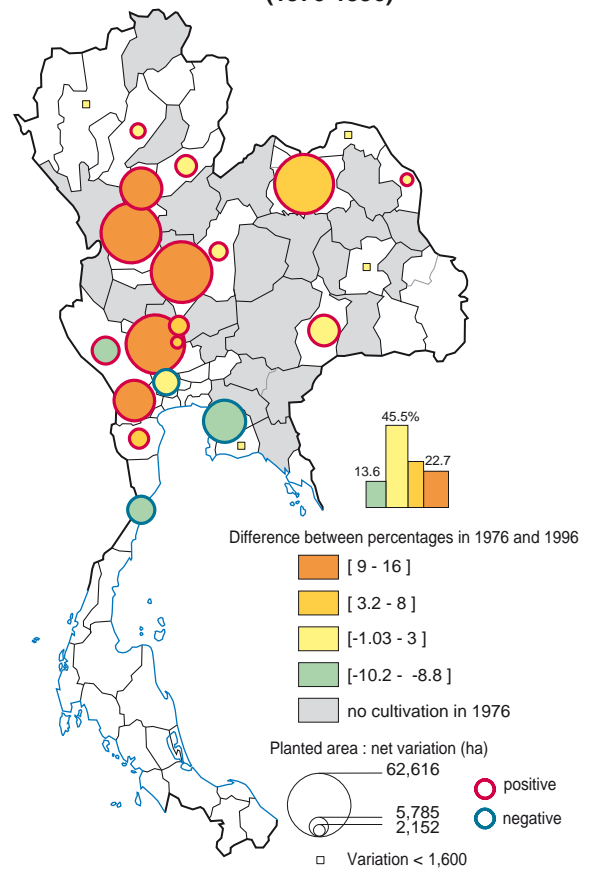 45.5%
13.6
22.7
Difference between percentages in 1976 and 1996
[ 9 - 16 ]
[ 3.2 - 8 ]
[-1.03 - 3 ]
[-10.2 - -8.8 ]
no cultivation in 1976
Planted area : net variation (ha)
62,616
5,785
2,152
positive
negative
Variation < 1,600